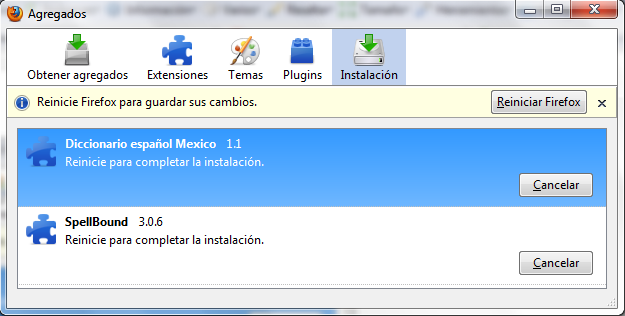 Agregados
Obtener agregados Extensiones Temas Plugins Instalación
Reinicie Firefox para guardar sus cambios. Reiniciar Firefox
Diccionario español Mexico 1.1
Reinicie para completar la instalación.
Cancelar
SpellBound 3.0.6
Reinicie para completar la instalación.
Cancelar